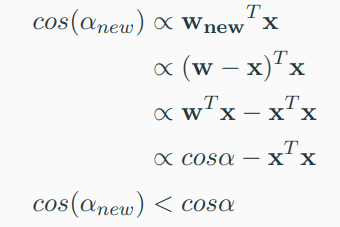 cos(α_new) ∝ w_new^T x
∝ (w − x)^T x
∝ w^T x − x^T x
∝ cosα − x^T x
cos(α_new) < cosα